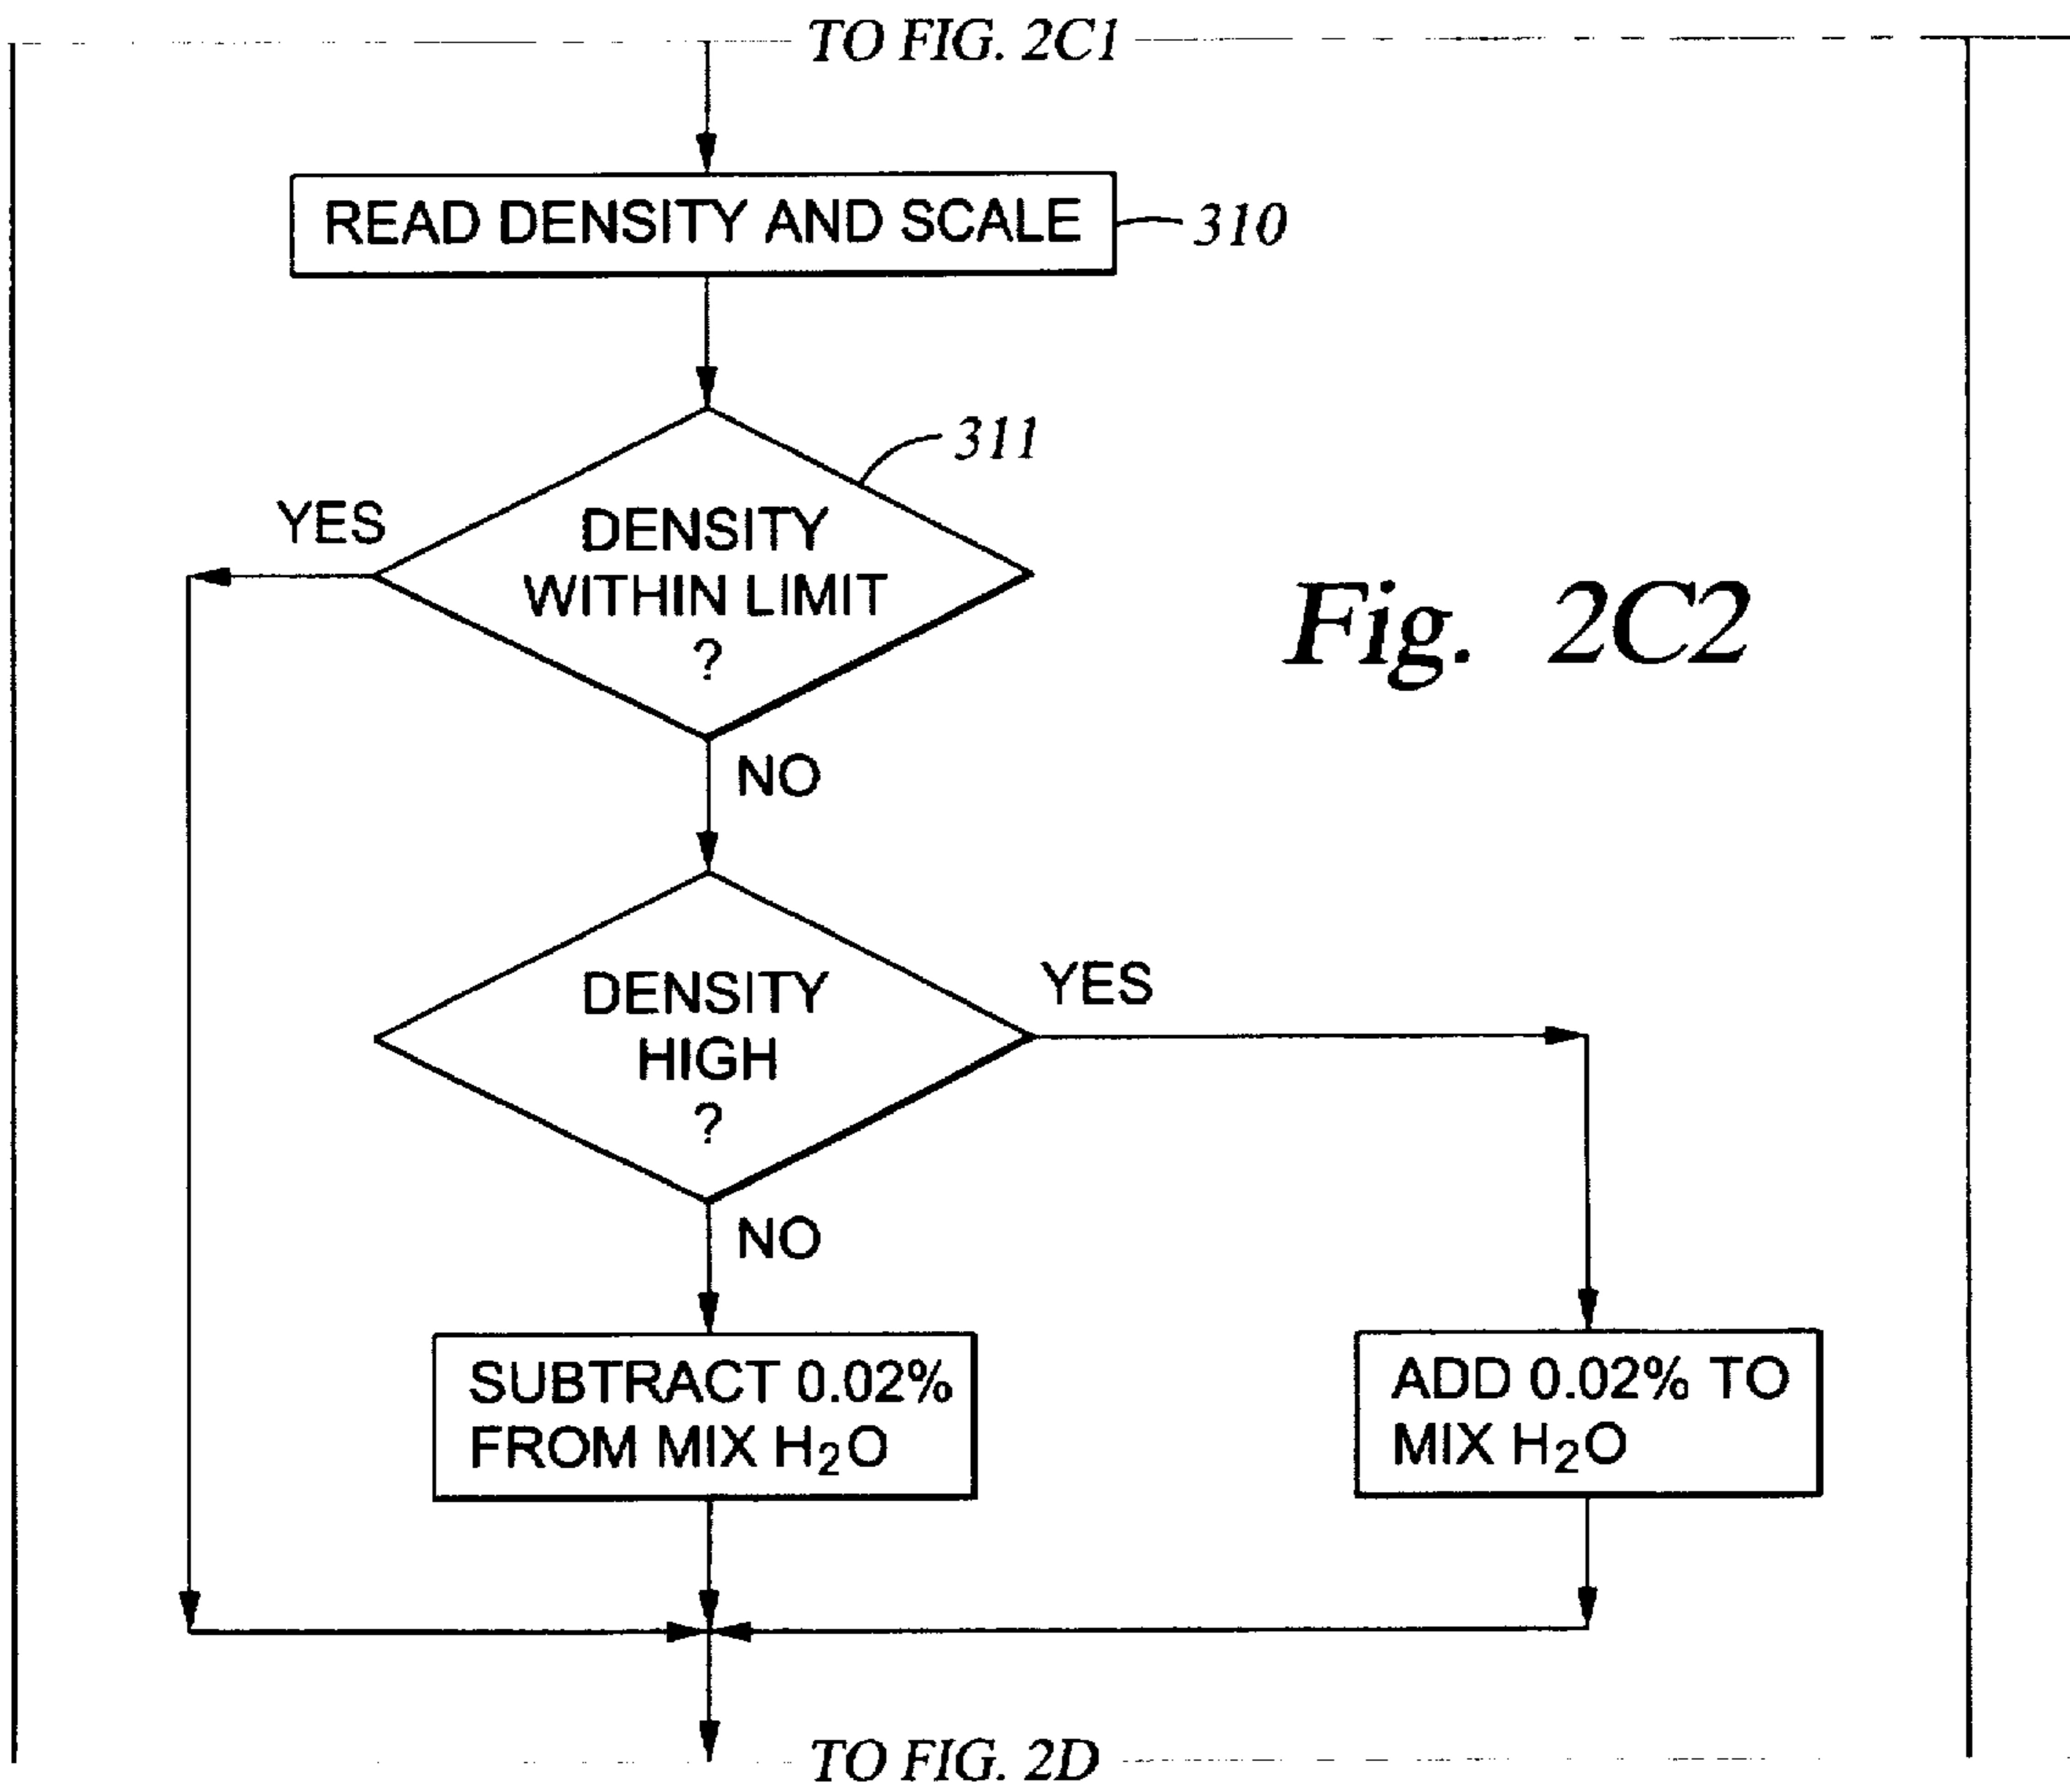 TO FIG. 2C1
READ DENSITY AND SCALE
310
311
YES
DENSITY
WITHIN LIMIT
?
Fig. 2C2
NO
DENSITY
HIGH
?
YES
NO
SUBTRACT 0.02%
FROM MIX H₂O
ADD 0.02% TO
MIX H₂O
TO FIG. 2D